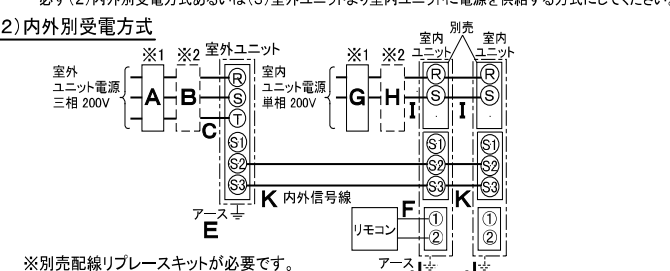 必ず(2)内外別受電方式あるいは(3)室外ユニットより室内ユニットに電源を供給する方式にしてください。
2)内外別受電方式
※1 ※2 室外ユニット
※1 ※2 室内ユニット 別売 室内ユニット
室外
ユニット電源
三相 200V
A B C
R
S
T
S1
S2
S3
室内
ユニット電源
単相 200V
G H I I
R
S
S1
S2
S3
R
S
S1
S2
S3
K 内外信号線
K
アース
E
リモコン
F
1
2
1
2
アース
※別売配線リプレースキットが必要です。